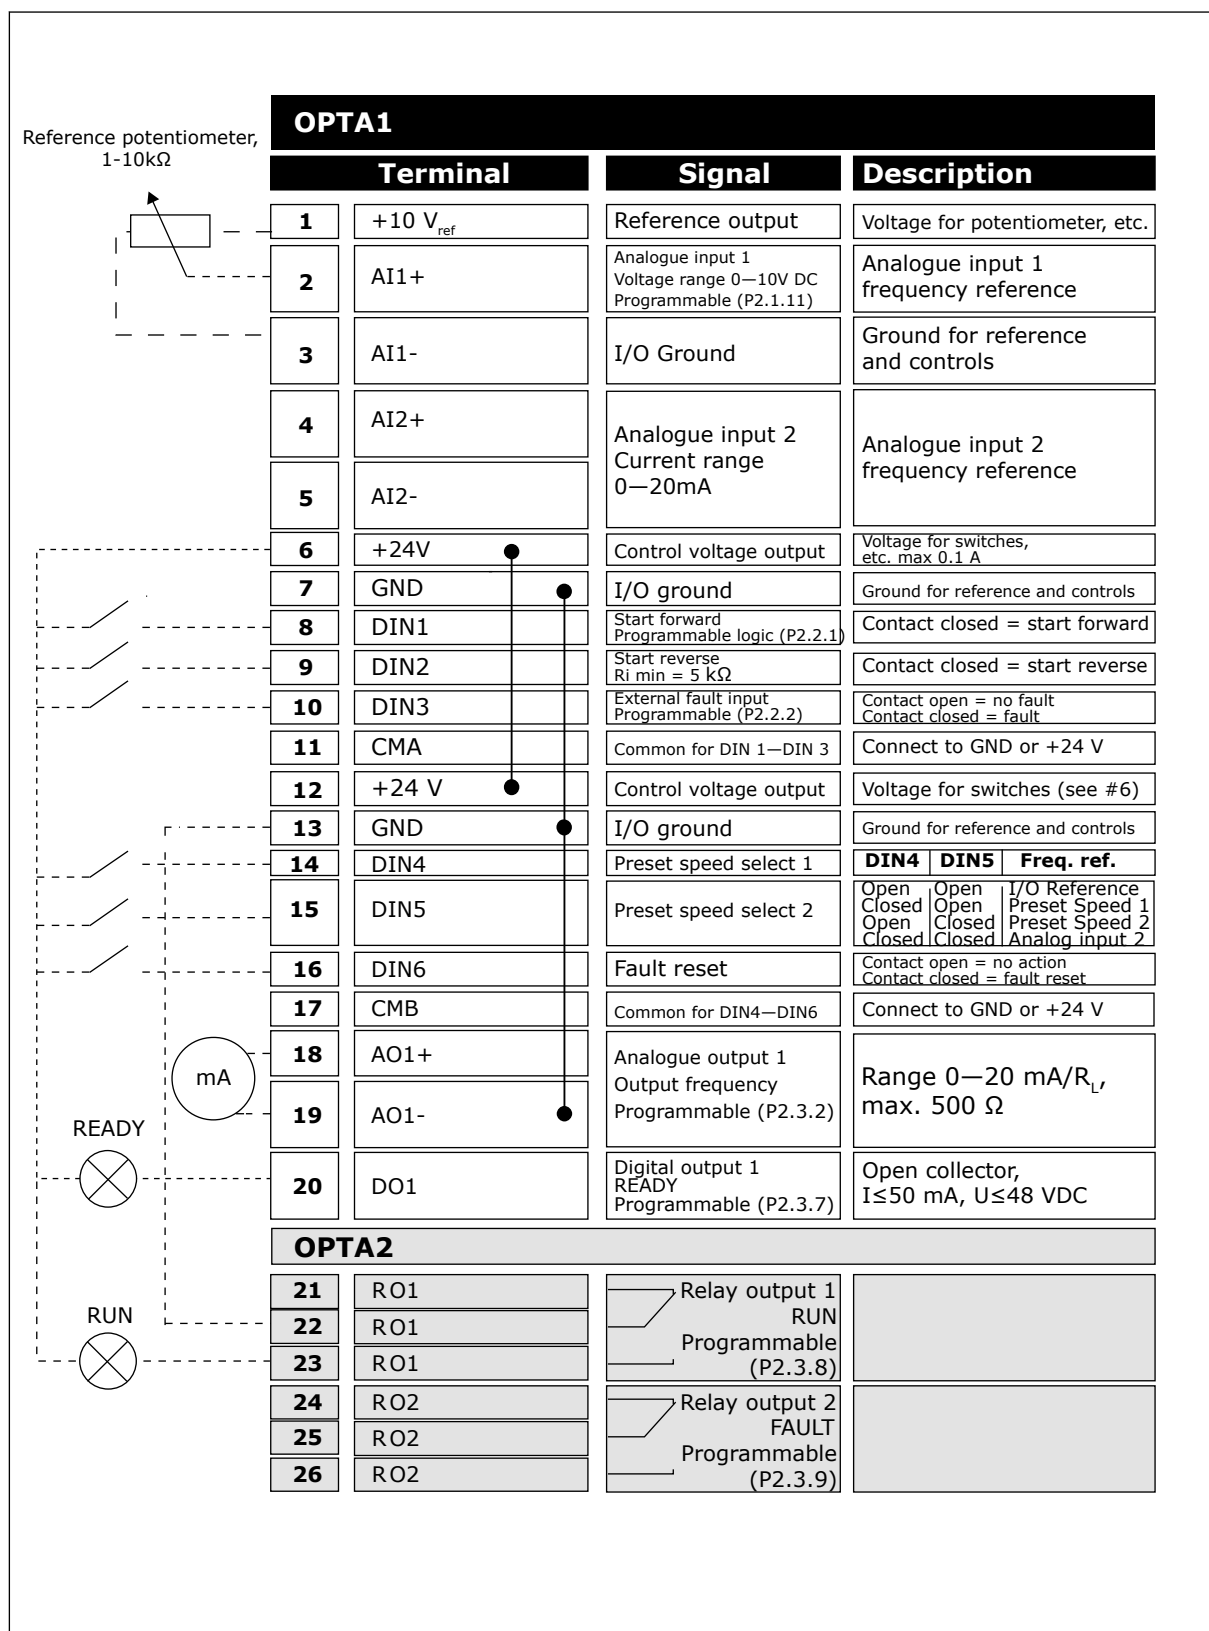 OPTA1
Reference potentiometer,
1-10kΩ
Terminal
Signal
Description
1
+10 Vref
Reference output
Voltage for potentiometer, etc.
2
AI1+
Analogue input 1
Voltage range 0—10V DC
Programmable (P2.1.11)
Analogue input 1
frequency reference
3
AI1-
I/O Ground
Ground for reference
and controls
4
AI2+
5
AI2-
Analogue input 2
Current range
0—20mA
Analogue input 2
frequency reference
6
+24V
Control voltage output
Voltage for switches,
etc. max 0.1 A
7
GND
I/O ground
Ground for reference and controls
8
DIN1
Start forward
Programmable logic (P2.2.1)
Contact closed = start forward
9
DIN2
Start reverse
Ri min = 5 kΩ
Contact closed = start reverse
10
DIN3
External fault input
Programmable (P2.2.2)
Contact open = no fault
Contact closed = fault
11
CMA
Common for DIN 1—DIN 3
Connect to GND or +24 V
12
+24 V
Control voltage output
Voltage for switches (see #6)
13
GND
I/O ground
Ground for reference and controls
14
DIN4
Preset speed select 1
DIN4 DIN5 Freq. ref.
15
DIN5
Preset speed select 2
Open Open I/O Reference
Closed Open Preset Speed 1
Open Closed Preset Speed 2
Closed Closed Analog input 2
16
DIN6
Fault reset
Contact open = no action
Contact closed = fault reset
17
CMB
Common for DIN4—DIN6
Connect to GND or +24 V
mA
18
AO1+
19
AO1-
Analogue output 1
Output frequency
Programmable (P2.3.2)
Range 0—20 mA/RL,
max. 500 Ω
READY
20
DO1
Digital output 1
READY
Programmable (P2.3.7)
Open collector,
I≤50 mA, U≤48 VDC
OPTA2
RUN
21
RO1
22
RO1
23
RO1
Relay output 1
RUN
Programmable
(P2.3.8)
24
RO2
25
RO2
26
RO2
Relay output 2
FAULT
Programmable
(P2.3.9)